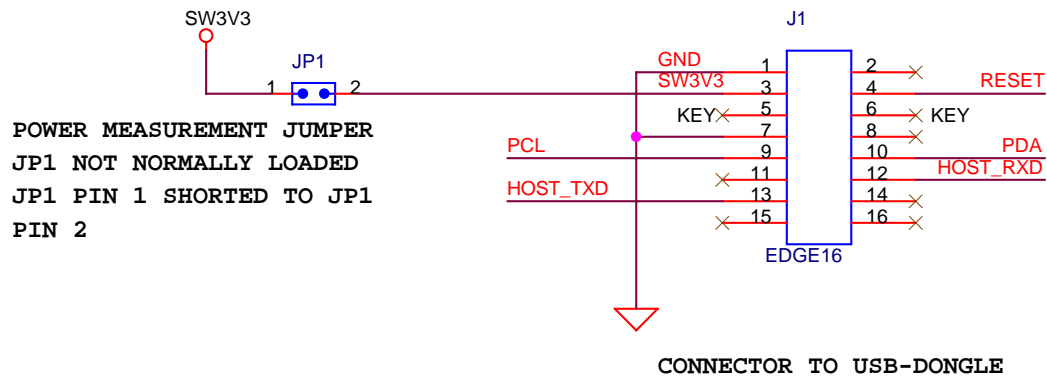 SW3V3
J1
JP1
1 2
GND 1 2
SW3V3 3 4 RESET
KEY 5 6 KEY
7 8
PCL 9 10 PDA
11 12 HOST_RXD
HOST_TXD 13 14
15 16
EDGE16
POWER MEASUREMENT JUMPER
JP1 NOT NORMALLY LOADED
JP1 PIN 1 SHORTED TO JP1
PIN 2
CONNECTOR TO USB-DONGLE